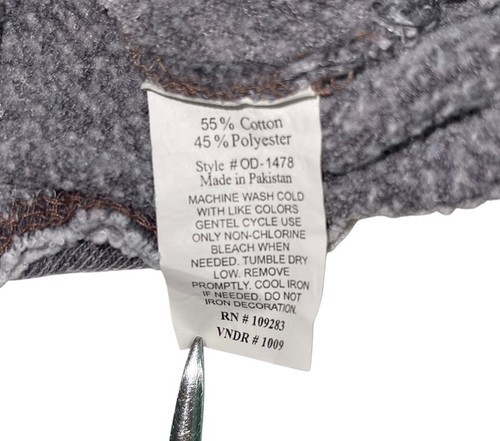 55% Cotton
45% Polyester
Style # OD-1478
Made in Pakistan
MACHINE WASH COLD
WITH LIKE COLORS
GENTEL CYCLE USE
ONLY NON-CHLORINE
BLEACH WHEN
NEEDED. TUMBLE DRY
LOW. REMOVE
PROMPTLY. COOL IRON
IF NEEDED. DO NOT
IRON DECORATION.
RN # 109283
VNDR # 1009